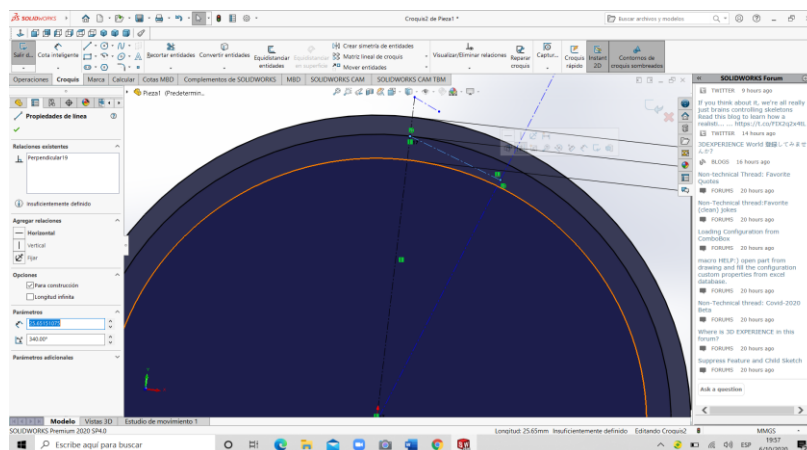 SOLIDWORKS
Croquis2 de Pieza1 *
Buscar archivos y modelos
Salir d...
Cota inteligente
Recortar entidades
Convertir entidades
Equidistanciar entidades
Equidistanciar en superficie
Crear simetría de entidades
Matriz lineal de croquis
Mover entidades
Visualizar/Eliminar relaciones
Reparar croquis
Captur...
Croquis rápido
Instant 2D
Contornos de croquis sombreados
Operaciones Croquis Marca Calcular Cotas MBD Complementos de SOLIDWORKS MBD SOLIDWORKS CAM SOLIDWORKS CAM TBM
Pieza1 (Predetermin...
Propiedades de línea
Relaciones existentes
Perpendicular19
Insuficientemente definido
Agregar relaciones
Horizontal
Vertical
Fijar
Opciones
Para construcción
Longitud infinita
Parámetros
340.00°
Parámetros adicionales
SOLIDWORKS Forum
TWITTER 9 hours ago
If you think about it, we're all really
just brains controlling skeletons
Read this blog to learn how a
TWITTER 14 hours ago
BLOGS 16 hours ago
Non-technical Thread: Favorite
Quotes
FORUMS 20 hours ago
Non-Technical thread:Favorite
(clean) jokes
FORUMS 20 hours ago
Loading Configuration from
ComboBox
FORUMS 20 hours ago
macro HELP:) open part from
drawing and fill the configuration
custom properties from excel
database.
FORUMS 20 hours ago
Non-Technical thread: Covid-2020
Beta
FORUMS 20 hours ago
Where is 3D EXPERIENCE in this
forum?
FORUMS 20 hours ago
Suppress Feature and Child Sketch
FORUMS 20 hours ago
Ask a question
Modelo Vistas 3D Estudio de movimiento 1
SOLIDWORKS Premium 2020 SP4.0
Longitud: 25.65mm Insuficientemente definido Editando Croquis2 MMGS
Escribe aquí para buscar
ESP
19:57
6/10/2020